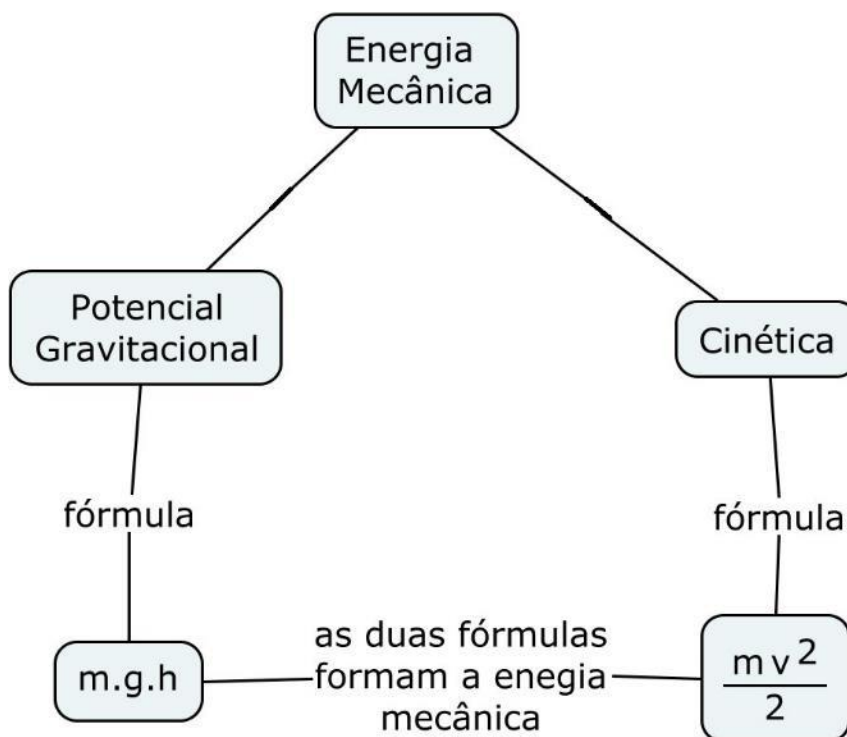 Energia
Mecânica
Potencial
Gravitacional
Cinética
fórmula
fórmula
m.g.h
as duas fórmulas
formam a enegia
mecânica
m v 2
2